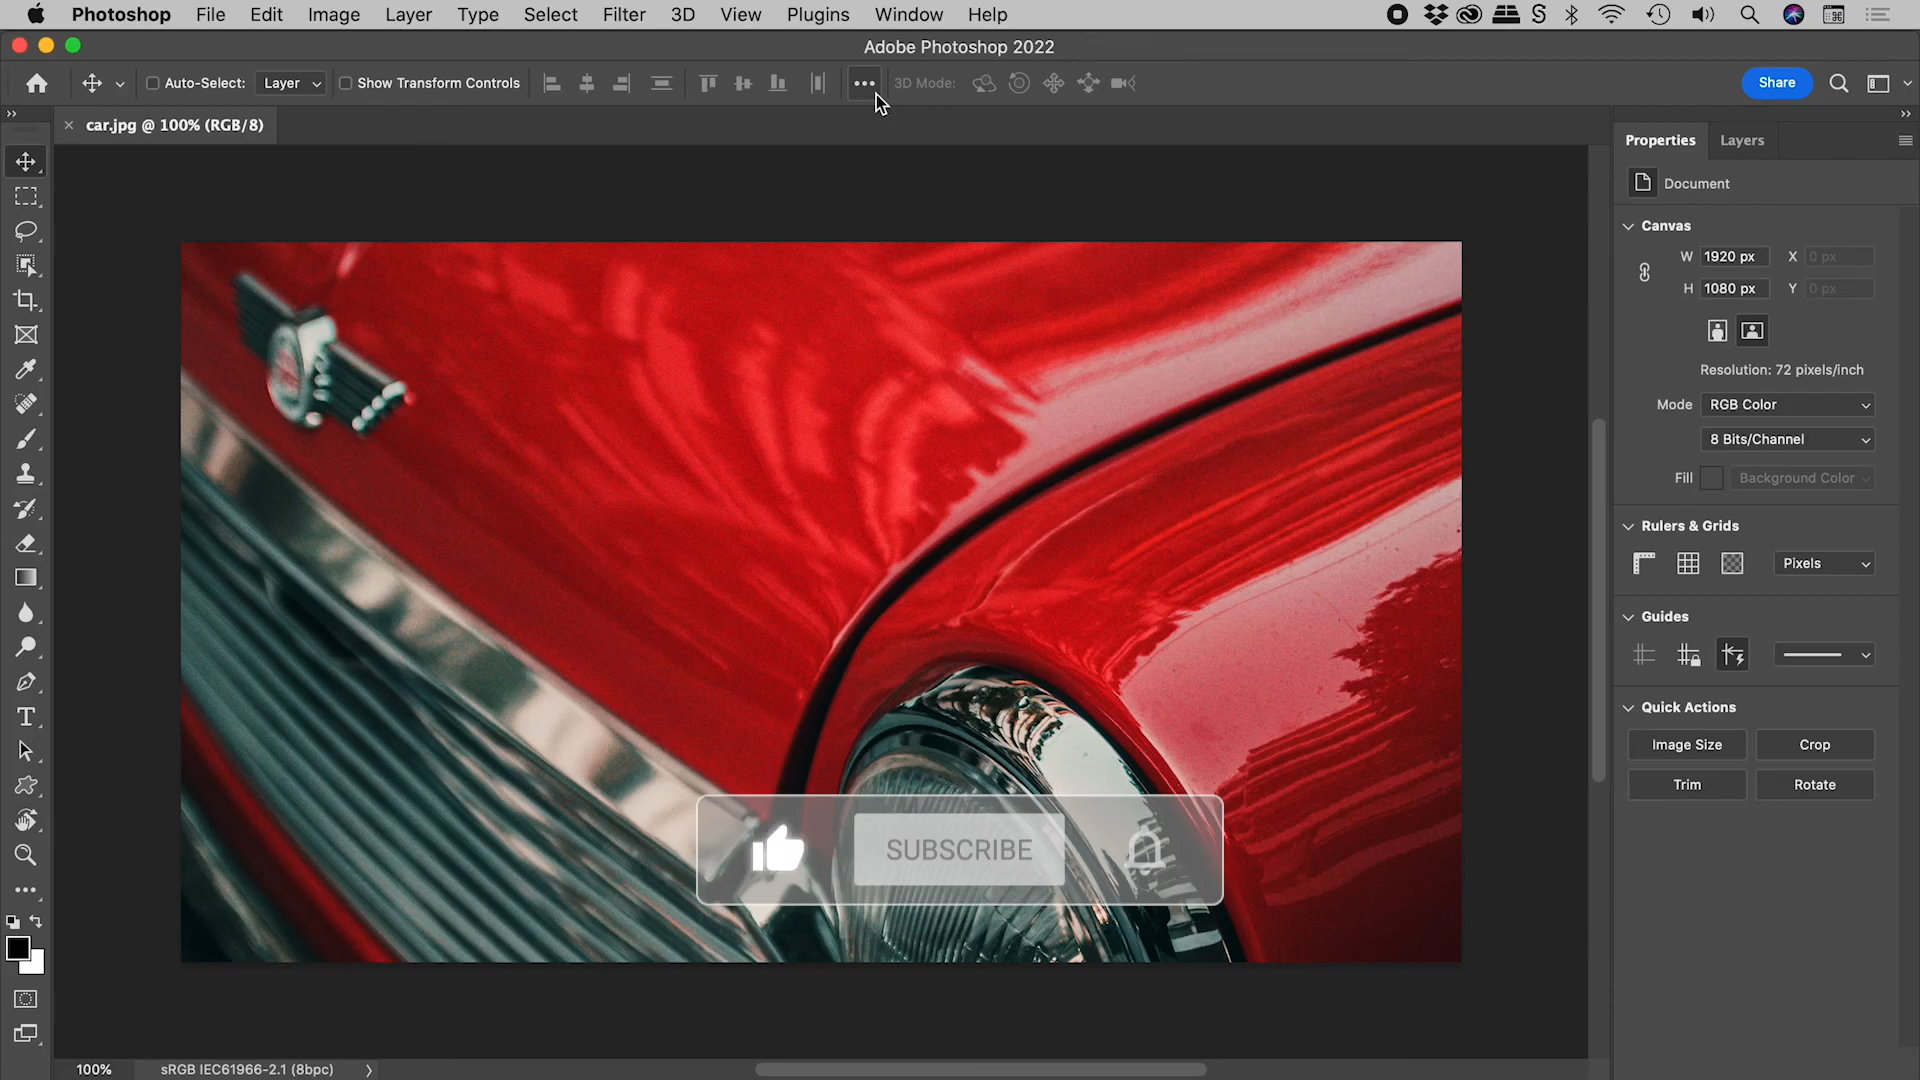 Photoshop File Edit Image Layer Type Select Filter 3D View Plugins Window Help
Adobe Photoshop 2022
Auto-Select: Layer Show Transform Controls 3D Mode: Share
car.jpg @ 100% (RGB/8)
Properties Layers
Document
Canvas
W 1920 px X 0 px
H 1080 px Y 0 px
Resolution: 72 pixels/inch
Mode RGB Color
8 Bits/Channel
Fill Background Color
Rulers & Grids
Pixels
Guides
Quick Actions
Image Size Crop
Trim Rotate
SUBSCRIBE
100% sRGB IEC61966-2.1 (8bpc)